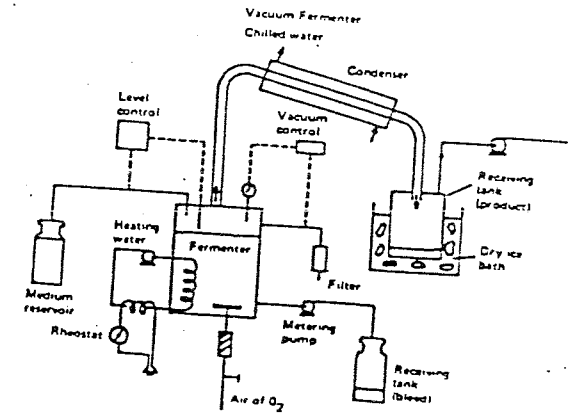 Vacuum Fermenter
Chilled water
Condenser
Level
control
Vacuum
control
Receiving
tank
(product)
Heating
water
Fermenter
Dry ice
bath
Filter
Medium
reservoir
Metering
pump
Rheostat
Receiving
tank
(bleed)
Air of O₂